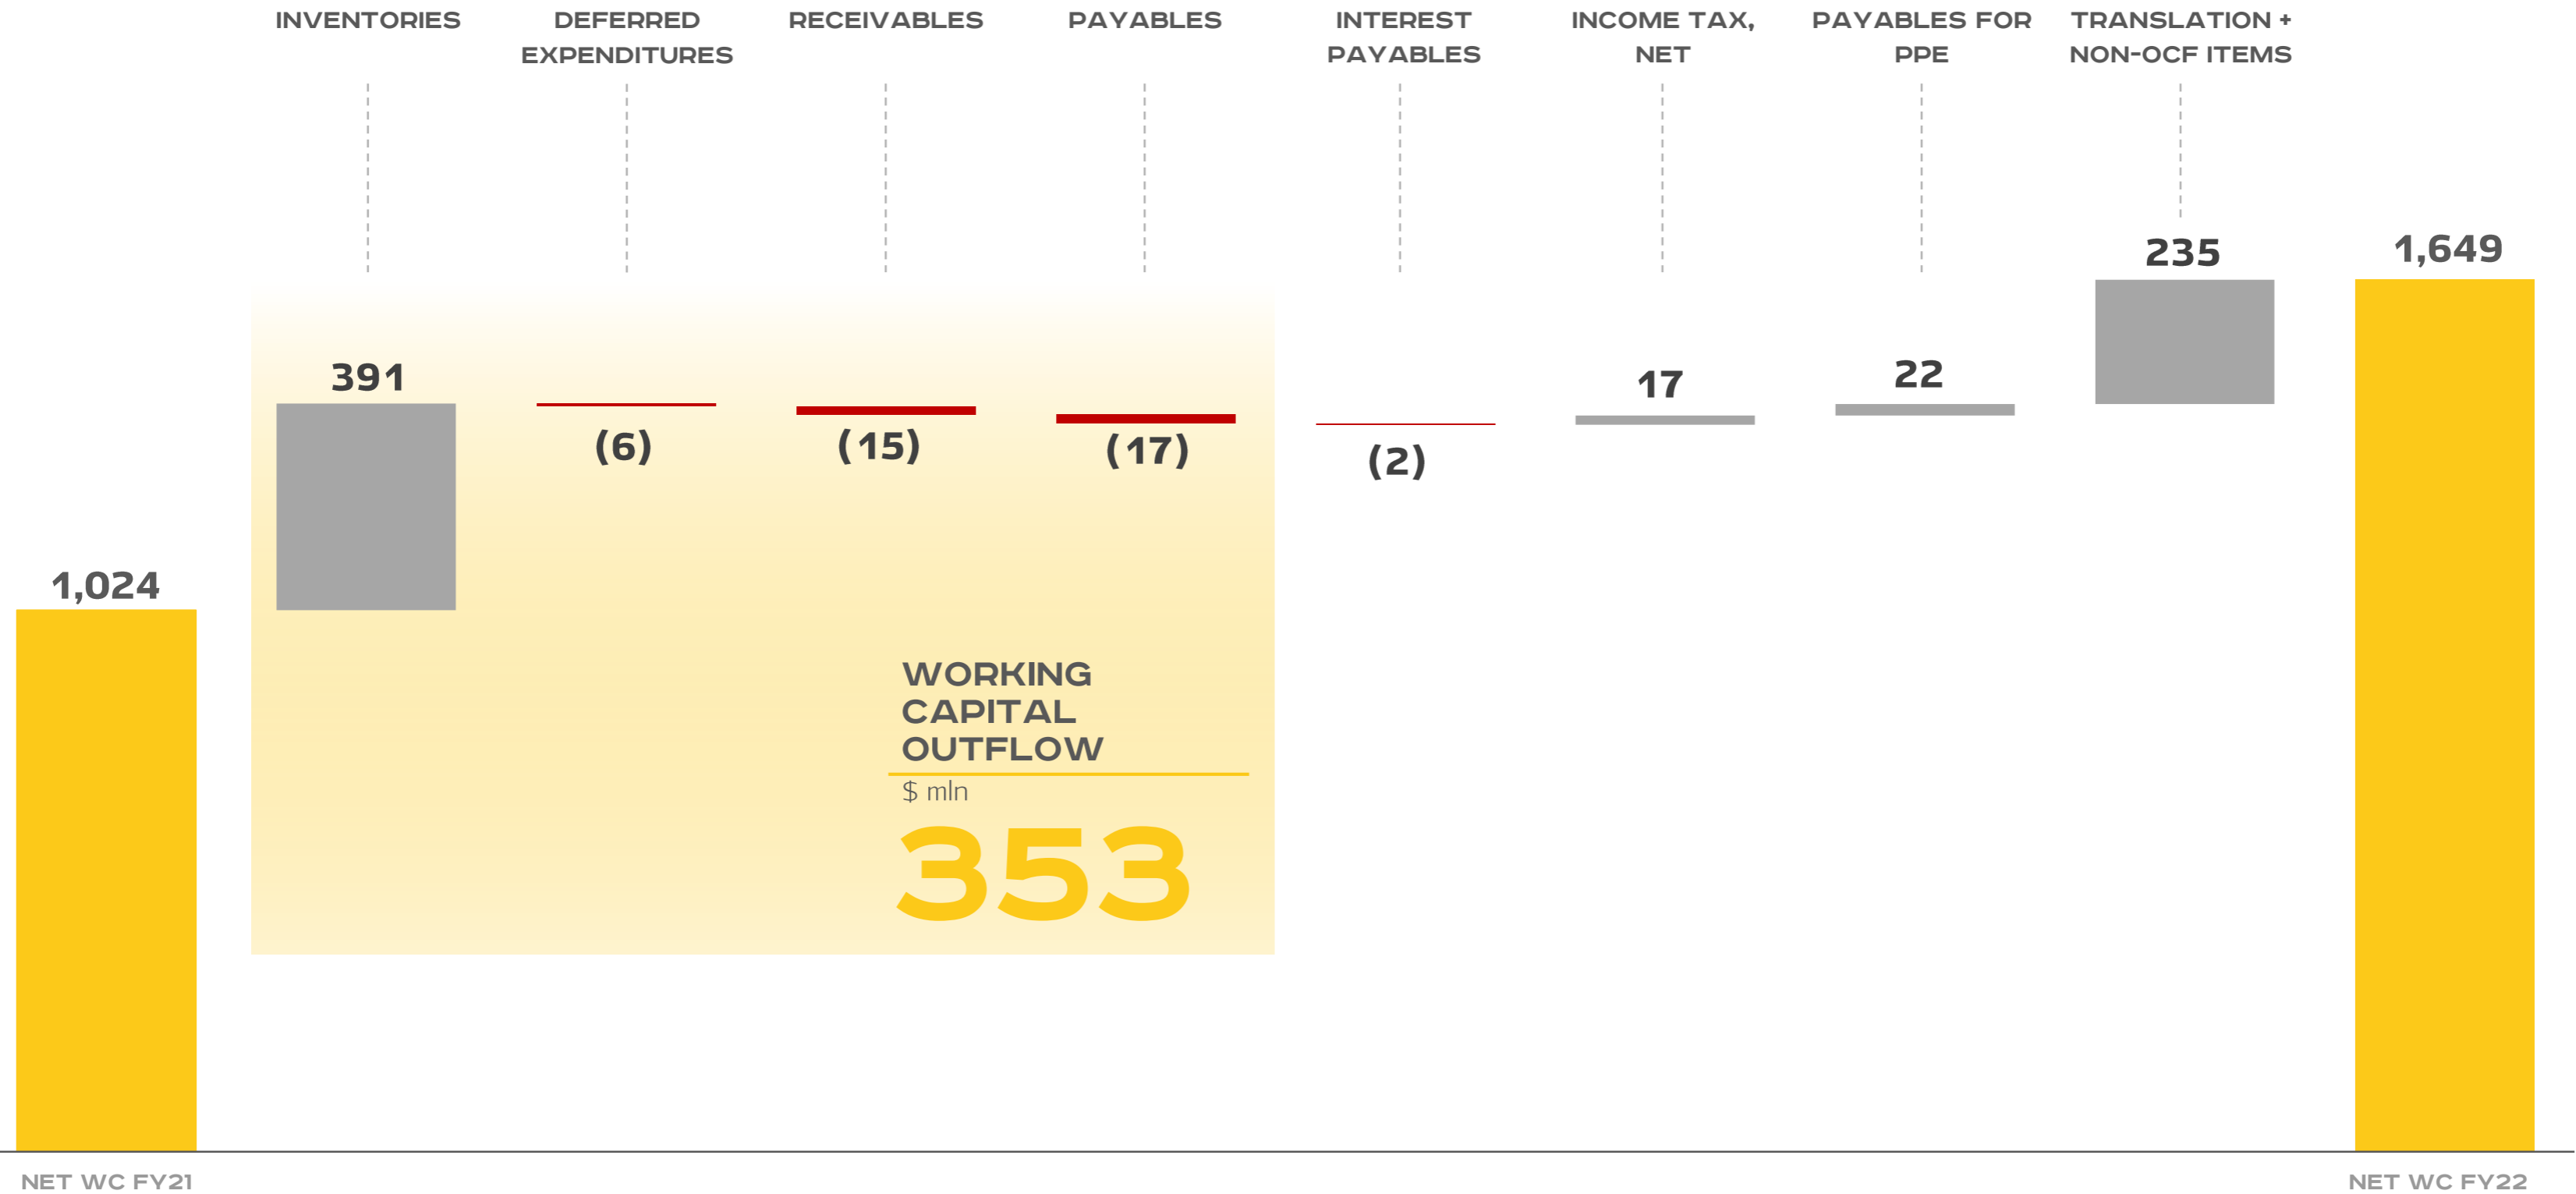 INVENTORIES
DEFERRED
EXPENDITURES
RECEIVABLES
PAYABLES
INTEREST
PAYABLES
INCOME TAX,
NET
PAYABLES FOR
PPE
TRANSLATION +
NON-OCF ITEMS
1,024
391
(6)
(15)
(17)
(2)
17
22
235
1,649
WORKING
CAPITAL
OUTFLOW
$ mln
353
NET WC FY21
NET WC FY22